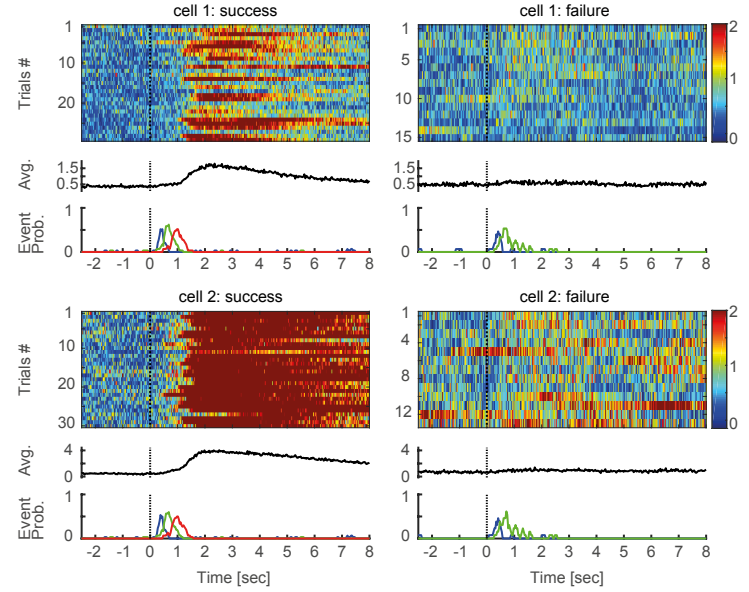 cell 1: success
cell 1: failure
Trials #
1
10
20
1
5
10
15
2
1
0
Avg.
1.5
0.5
1.5
0.5
Event
Prob.
1
0
1
0
-2 -1 0 1 2 3 4 5 6 7 8
-2 -1 0 1 2 3 4 5 6 7 8
cell 2: success
cell 2: failure
Trials #
1
10
20
30
1
4
8
12
2
1
0
Avg.
4
2
0
4
2
0
Event
Prob.
1
0
1
0
-2 -1 0 1 2 3 4 5 6 7 8
-2 -1 0 1 2 3 4 5 6 7 8
Time [sec]
Time [sec]